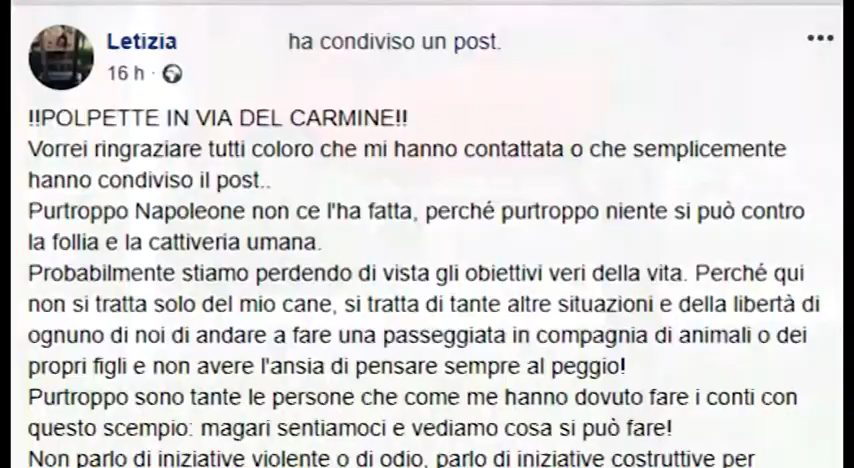 Letizia ha condiviso un post.
16 h ·
!!POLPETTE IN VIA DEL CARMINE!!
Vorrei ringraziare tutti coloro che mi hanno contattata o che semplicemente
hanno condiviso il post..
Purtroppo Napoleone non ce l'ha fatta, perché purtroppo niente si può contro
la follia e la cattiveria umana.
Probabilmente stiamo perdendo di vista gli obiettivi veri della vita. Perché qui
non si tratta solo del mio cane, si tratta di tante altre situazioni e della libertà di
ognuno di noi di andare a fare una passeggiata in compagnia di animali o dei
propri figli e non avere l'ansia di pensare sempre al peggio!
Purtroppo sono tante le persone che come me hanno dovuto fare i conti con
questo scempio: magari sentiamoci e vediamo cosa si può fare!
Non parlo di iniziative violente o di odio, parlo di iniziative costruttive per